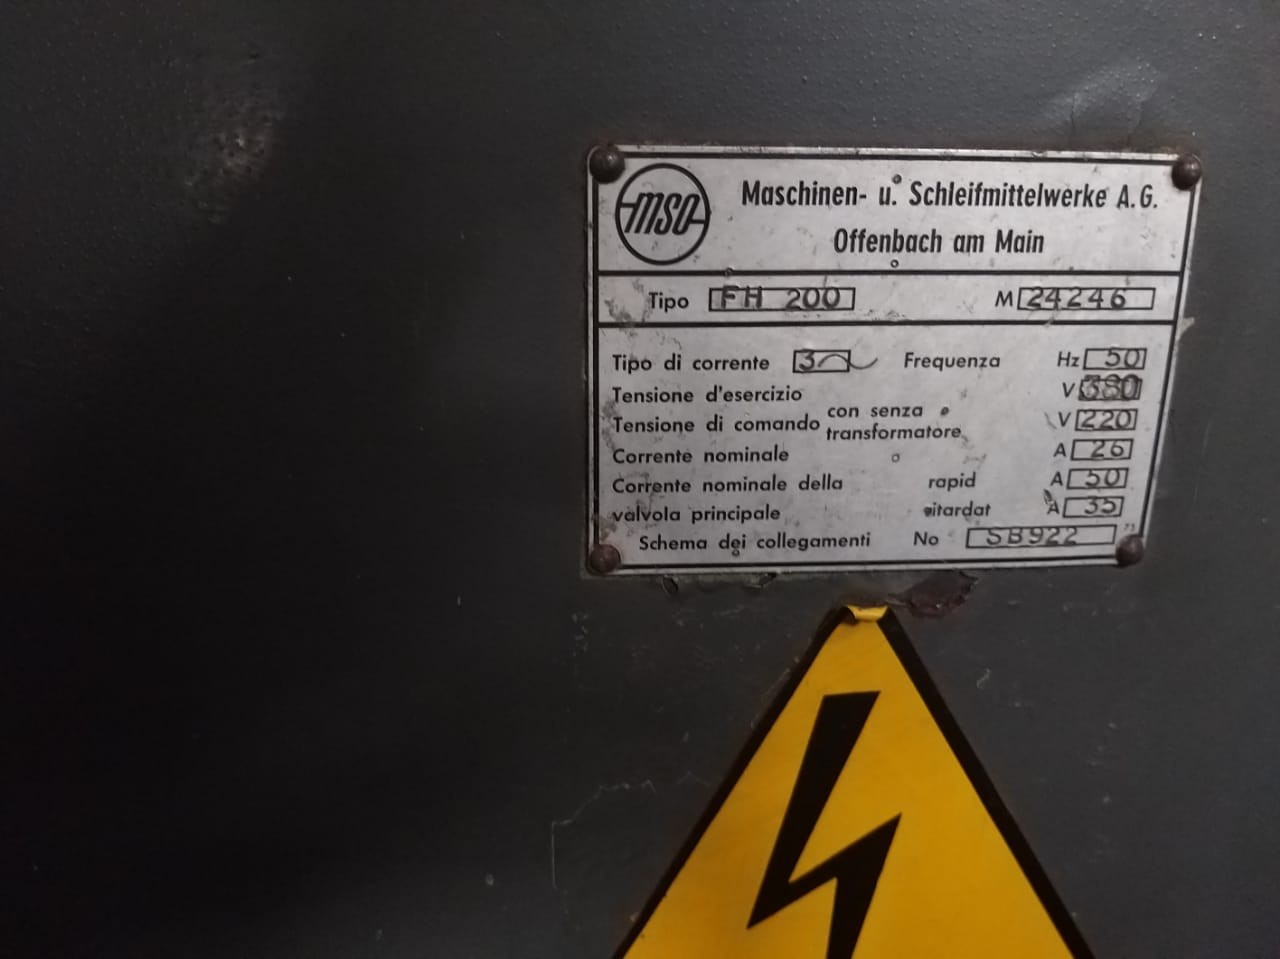 MSO
Maschinen- u. Schleifmittelwerke A.G.
Offenbach am Main
Tipo FH 200 M 24246
Tipo di corrente 3~ Frequenza Hz 50
Tensione d'esercizio V 380
Tensione di comando con senza transformatore V 220
Corrente nominale A 26
Corrente nominale della rapid A 50
valvola principale ritardat A 35
Schema dei collegamenti No SB922
73